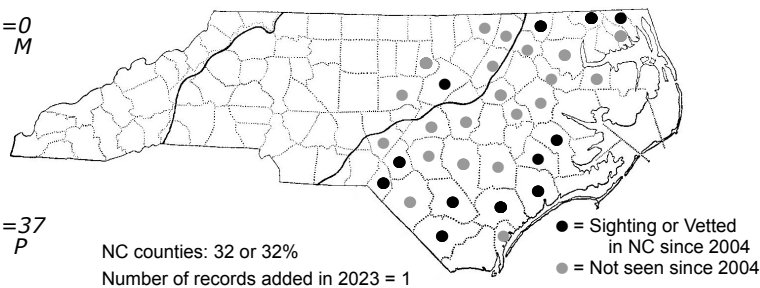 =0
M
=37
P
NC counties: 32 or 32%
Number of records added in 2023 = 1
= Sighting or Vetted
in NC since 2004
= Not seen since 2004